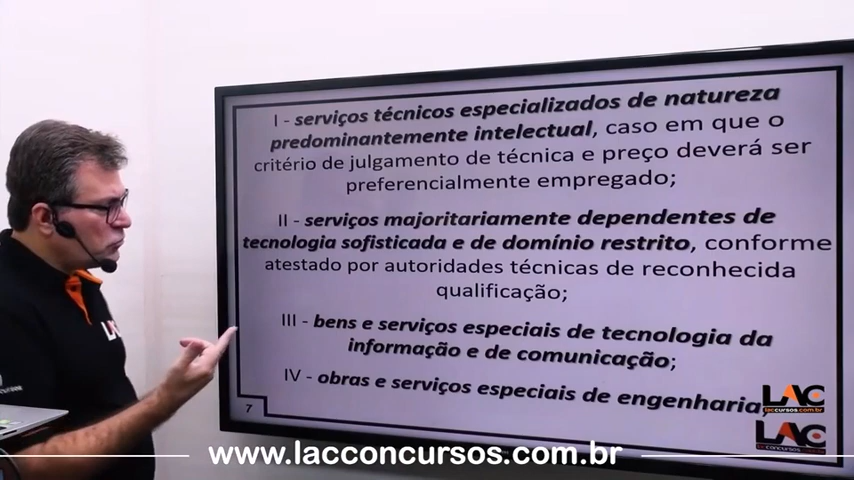 I - serviços técnicos especializados de natureza
predominantemente intelectual, caso em que o
critério de julgamento de técnica e preço deverá ser
preferencialmente empregado;
II - serviços majoritariamente dependentes de
tecnologia sofisticada e de domínio restrito, conforme
atestado por autoridades técnicas de reconhecida
qualificação;
III - bens e serviços especiais de tecnologia da
informação e de comunicação;
IV - obras e serviços especiais de engenharia
7
LAC
lacconcursos.com.br
LAC
www.lacconcursos.com.br